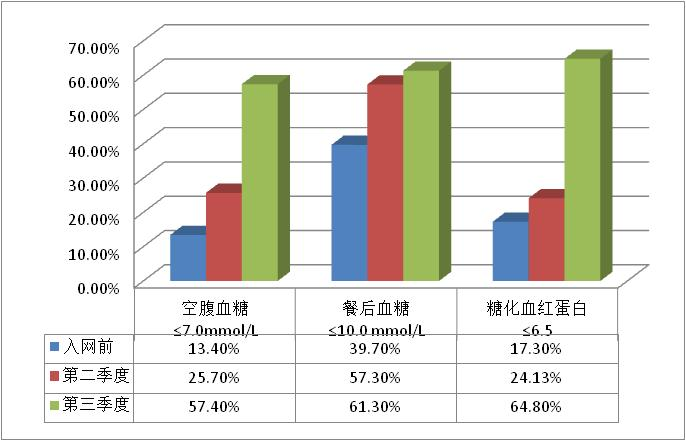 70.00%
60.00%
50.00%
40.00%
30.00%
20.00%
10.00%
0.00%
空腹血糖 餐后血糖 糖化血红蛋白
≤7.0mmol/L ≤10.0 mmol/L ≤6.5
入网前 13.40% 39.70% 17.30%
第二季度 25.70% 57.30% 24.13%
第三季度 57.40% 61.30% 64.80%